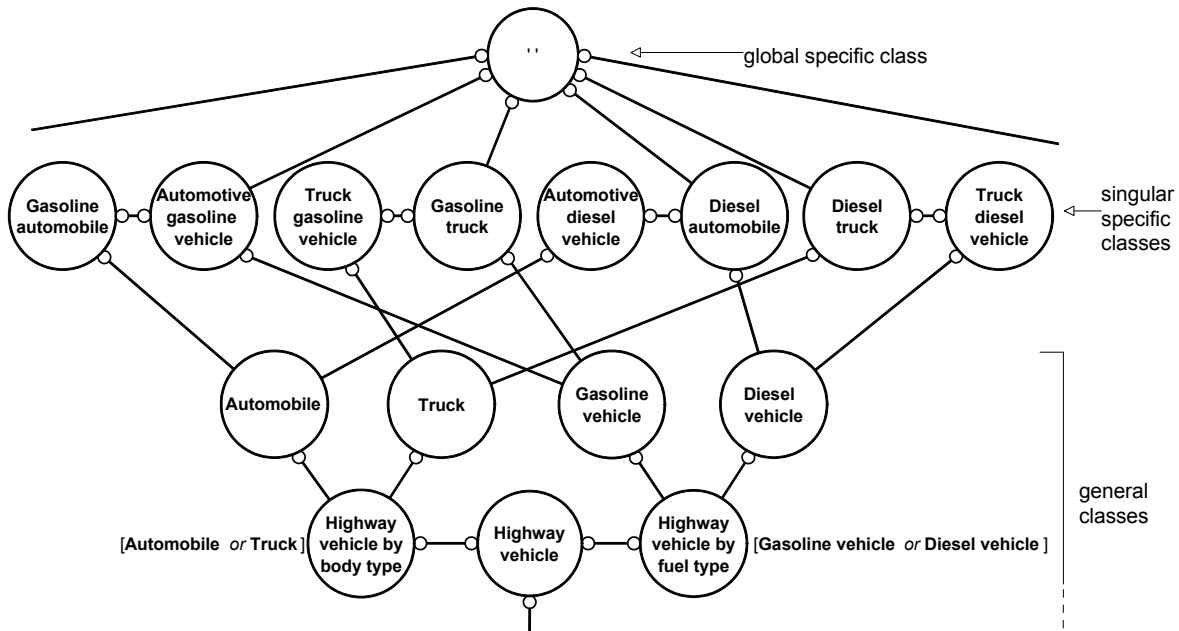 ' '
global specific class
Gasoline
automobile
Automotive
gasoline
vehicle
Truck
gasoline
vehicle
Gasoline
truck
Automotive
diesel
vehicle
Diesel
automobile
Diesel
truck
Truck
diesel
vehicle
singular
specific
classes
Automobile
Truck
Gasoline
vehicle
Diesel
vehicle
general
classes
[Automobile or Truck]
Highway
vehicle by
body type
Highway
vehicle
Highway
vehicle by
fuel type
[Gasoline vehicle or Diesel vehicle ]